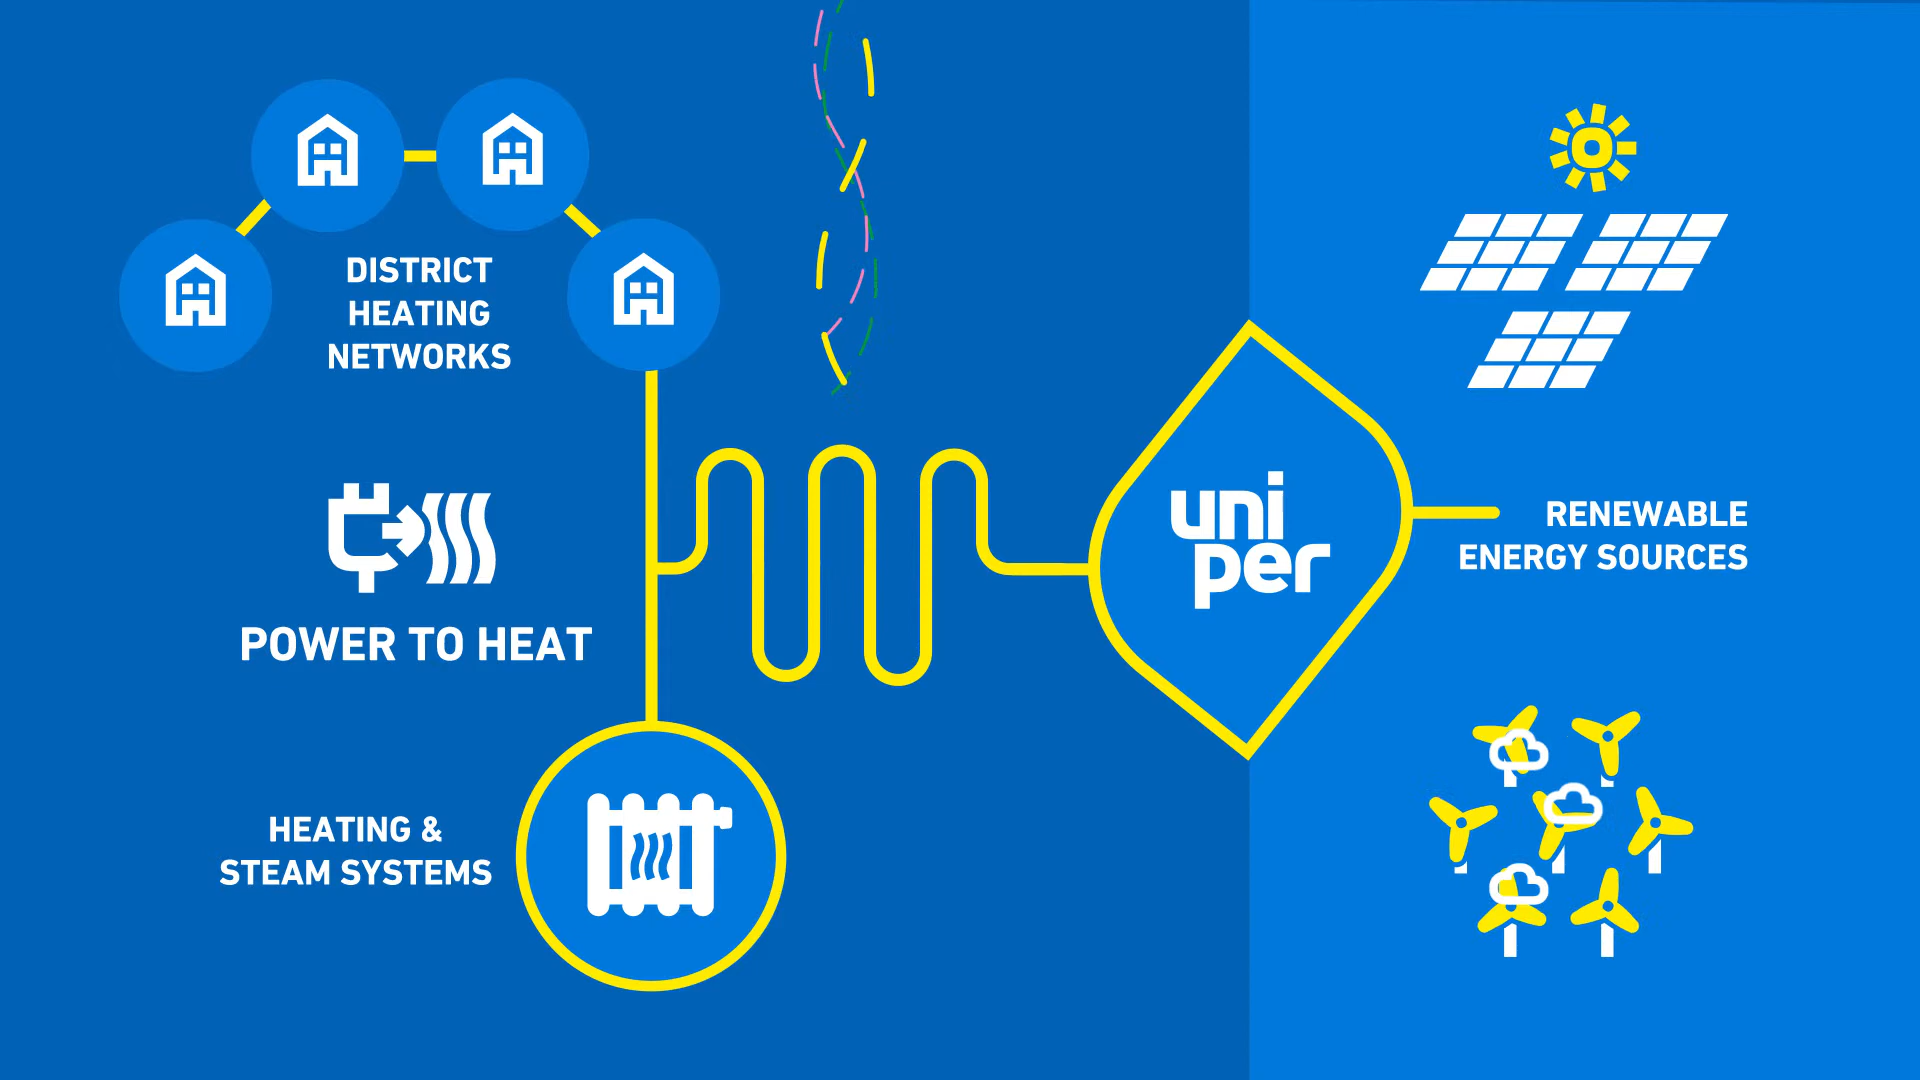 DISTRICT
HEATING
NETWORKS
POWER TO HEAT
HEATING &
STEAM SYSTEMS
uni
per
RENEWABLE
ENERGY SOURCES